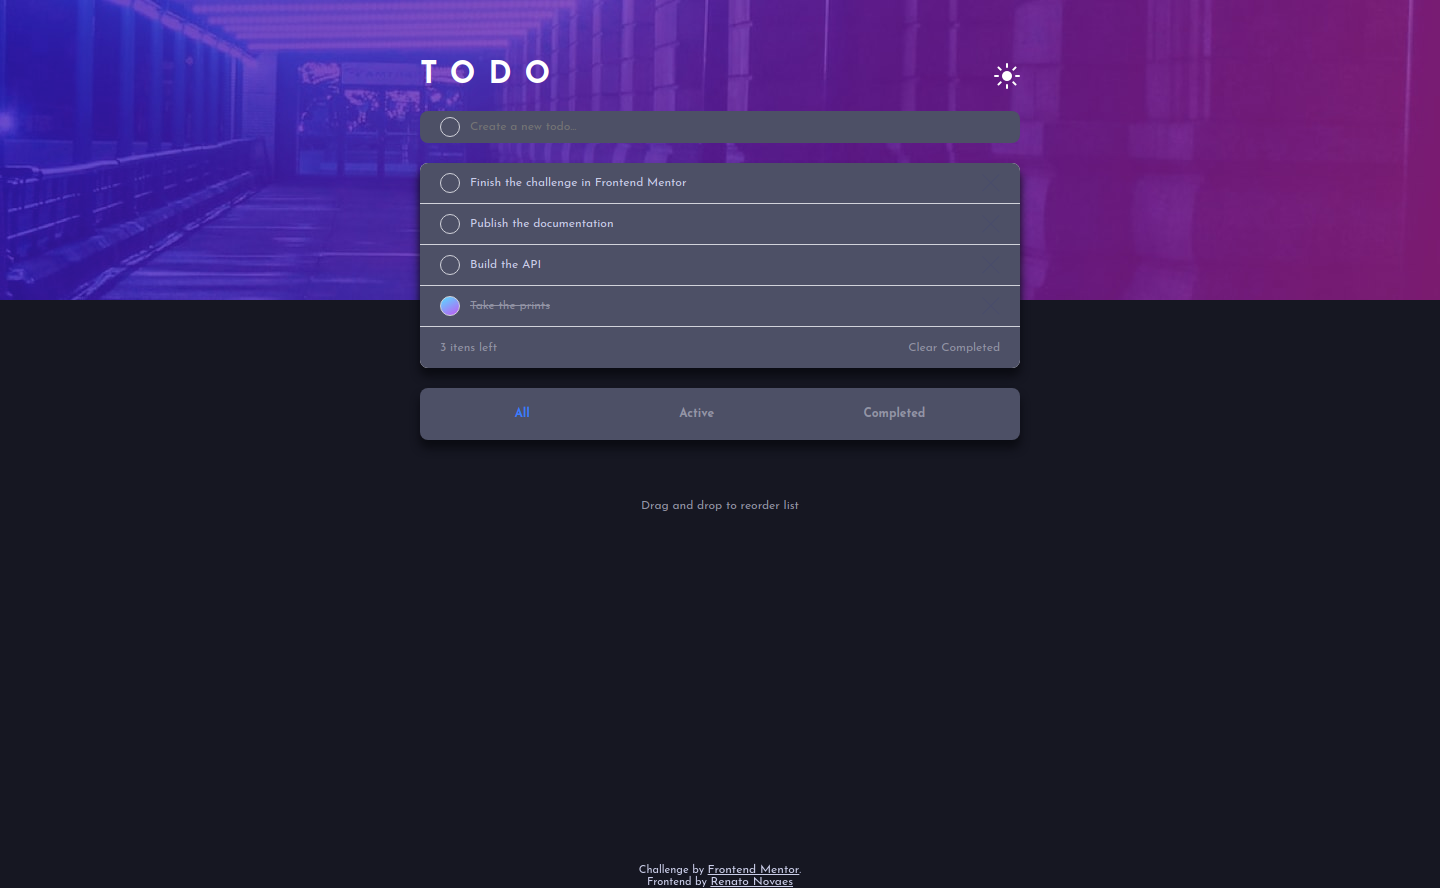 TODO
Create a new todo...
Finish the challenge in Frontend Mentor
Publish the documentation
Build the API
Take the prints
3 itens left
Clear Completed
All
Active
Completed
Drag and drop to reorder list
Challenge by Frontend Mentor.
Frontend by Renato Novaes